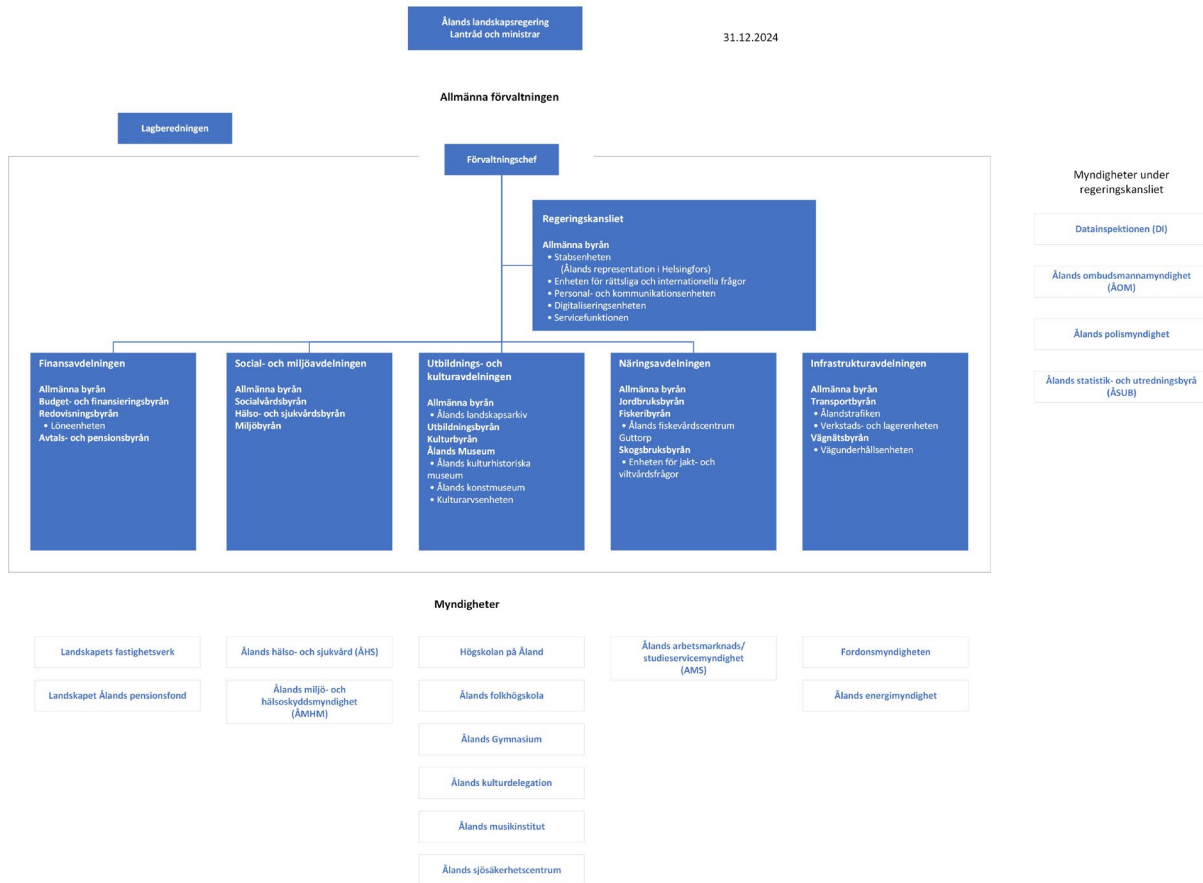 Ålands landskapsregering
Lantråd och ministrar
31.12.2024
Allmänna förvaltningen
Lagberedningen
Förvaltningschef
Regeringskansliet
Allmänna byrån
• Stabsenheten
(Ålands representation i Helsingfors)
• Enheten för rättsliga och internationella frågor
• Personal- och kommunikationsenheten
• Digitaliseringsenheten
• Servicefunktionen
Finansavdelningen
Allmänna byrån
Budget- och finansieringsbyrån
Redovisningsbyrån
• Löneenheten
Avtals- och pensionsbyrån
Social- och miljöavdelningen
Allmänna byrån
Socialvårdsbyrån
Hälso- och sjukvårdsbyrån
Miljöbyrån
Utbildnings- och
kulturavdelningen
Allmänna byrån
• Ålands landskapsarkiv
Utbildningsbyrån
Kulturbyrån
Ålands Museum
• Ålands kulturhistoriska
museum
• Ålands konstmuseum
• Kulturarvsenheten
Näringsavdelningen
Allmänna byrån
Jordbruksbyrån
Fiskeribyrån
• Ålands fiskevårdscentrum
Guttorp
Skogsbruksbyrån
• Enheten för jakt- och
viltvårdsfrågor
Infrastrukturavdelningen
Allmänna byrån
Transportbyrån
• Ålandstrafiken
• Verkstads- och lagerenheten
Vägnätsbyrån
• Vägunderhållsenheten
Myndigheter under
regeringskansliet
Datainspektionen (DI)
Ålands ombudsmannamyndighet
(ÅOM)
Ålands polismyndighet
Ålands statistik- och utredningsbyrå
(ÅSUB)
Myndigheter
Landskapets fastighetsverk
Landskapet Ålands pensionsfond
Ålands hälso- och sjukvård (ÅHS)
Ålands miljö- och
hälsoskyddsmyndighet
(ÅMHM)
Högskolan på Åland
Ålands folkhögskola
Ålands Gymnasium
Ålands kulturdelegation
Ålands musikinstitut
Ålands sjösäkerhetscentrum
Ålands arbetsmarknads/
studieservicemyndighet
(AMS)
Fordonsmyndigheten
Ålands energimyndighet